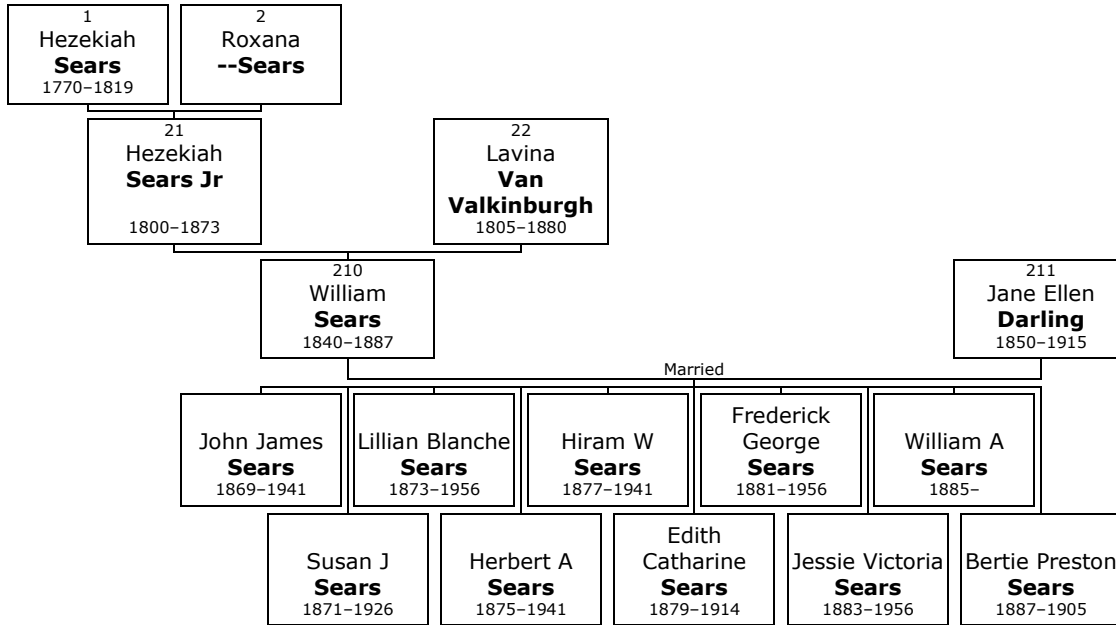 1
Hezekiah
Sears
1770–1819
2
Roxana
--Sears
21
Hezekiah
Sears Jr
1800–1873
22
Lavina
Van
Valkinburgh
1805–1880
210
William
Sears
1840–1887
211
Jane Ellen
Darling
1850–1915
Married
John James
Sears
1869–1941
Lillian Blanche
Sears
1873–1956
Hiram W
Sears
1877–1941
Frederick
George
Sears
1881–1956
William A
Sears
1885–
Susan J
Sears
1871–1926
Herbert A
Sears
1875–1941
Edith
Catharine
Sears
1879–1914
Jessie Victoria
Sears
1883–1956
Bertie Preston
Sears
1887–1905